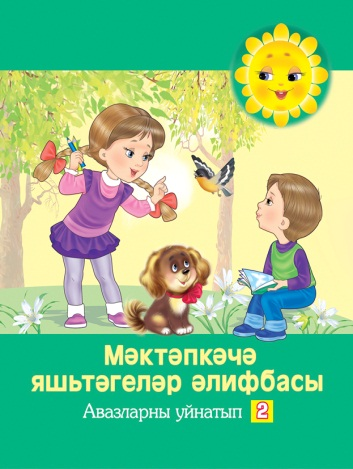 Мәктәпкәчә
яшьтәгеләр әлифбасы
Авазларны уйнатып 2